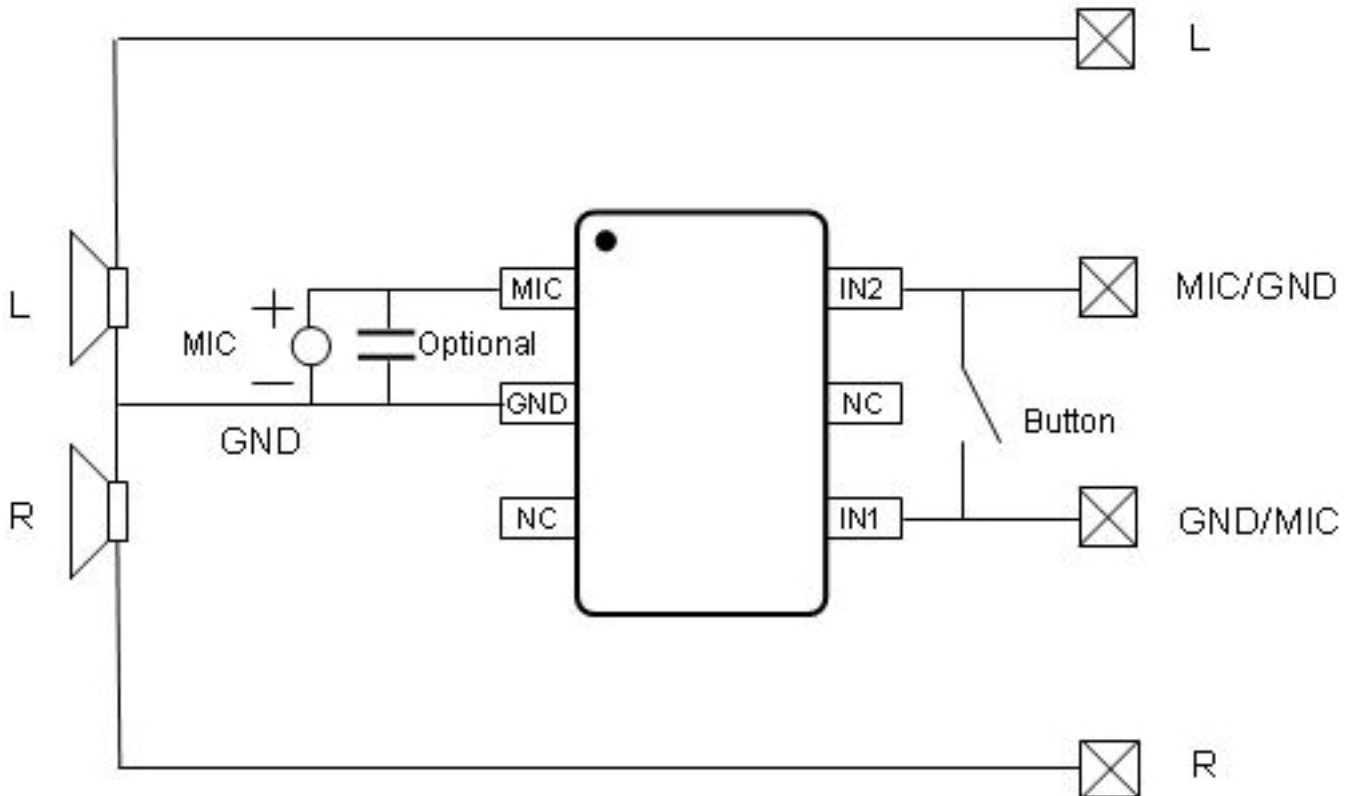 L
MIC
IN2
MIC/GND
L
+
MIC
Optional
−
GND
NC
GND
Button
R
NC
IN1
GND/MIC
R